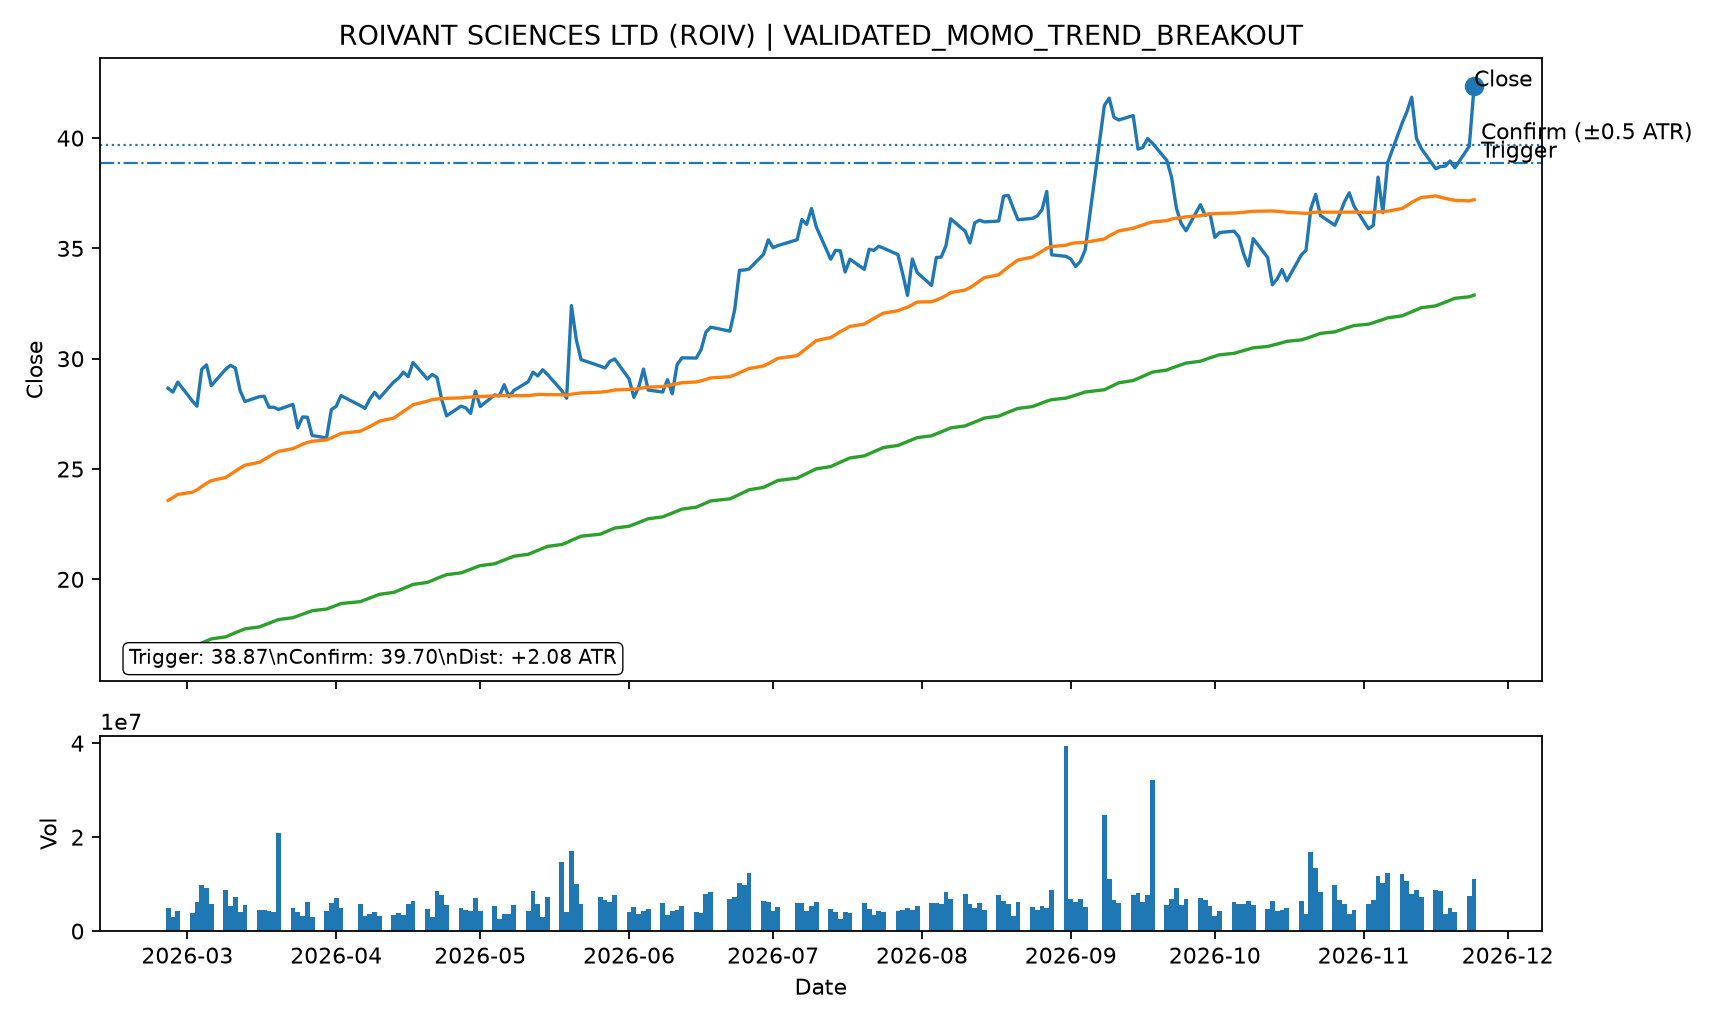 ROIVANT SCIENCES LTD (ROIV) | VALIDATED_MOMO_TREND_BREAKOUT
Close
40
35
30
25
20
Close
Confirm (±0.5 ATR)
Trigger
Trigger: 38.87\nConfirm: 39.70\nDist: +2.08 ATR
1e7
Vol
4
2
0
2026-03 2026-04 2026-05 2026-06 2026-07 2026-08 2026-09 2026-10 2026-11 2026-12
Date